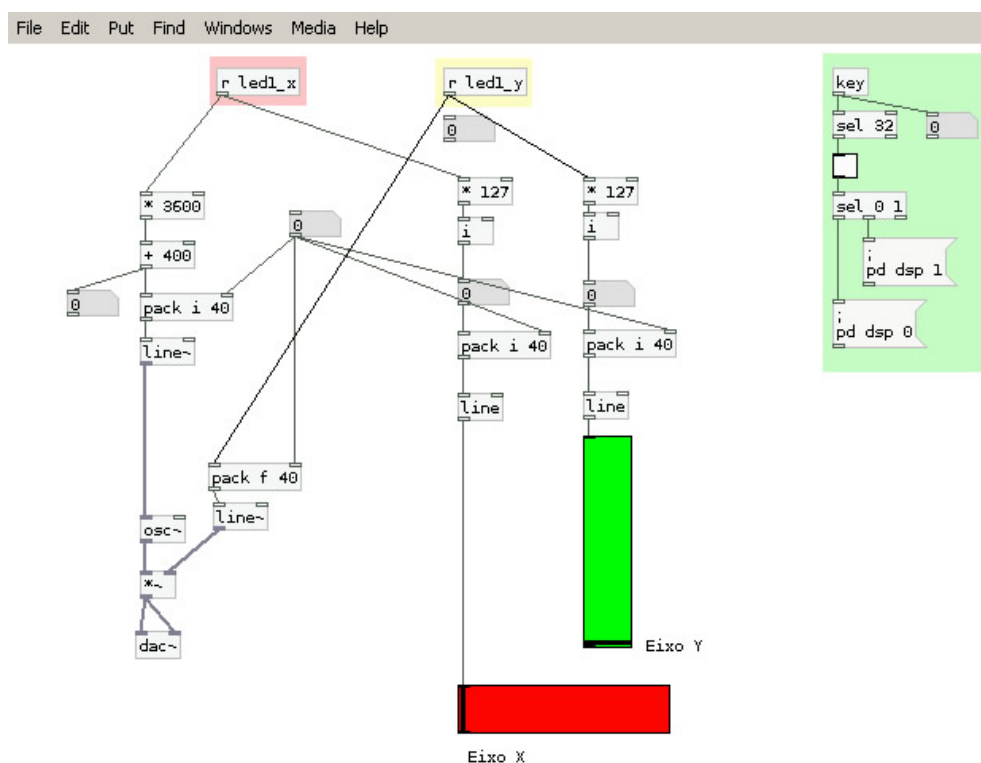 File Edit Put Find Windows Media Help
r led1_x
r led1_y
key
0
sel 32
0
* 3600
* 127
* 127
sel 0 1
0
i
i
+ 400
;
pd dsp 1
0
pack i 40
0
0
;
pd dsp 0
line~
pack i 40
pack i 40
line
line
pack f 40
line~
osc~
*~
dac~
Eixo Y
Eixo X